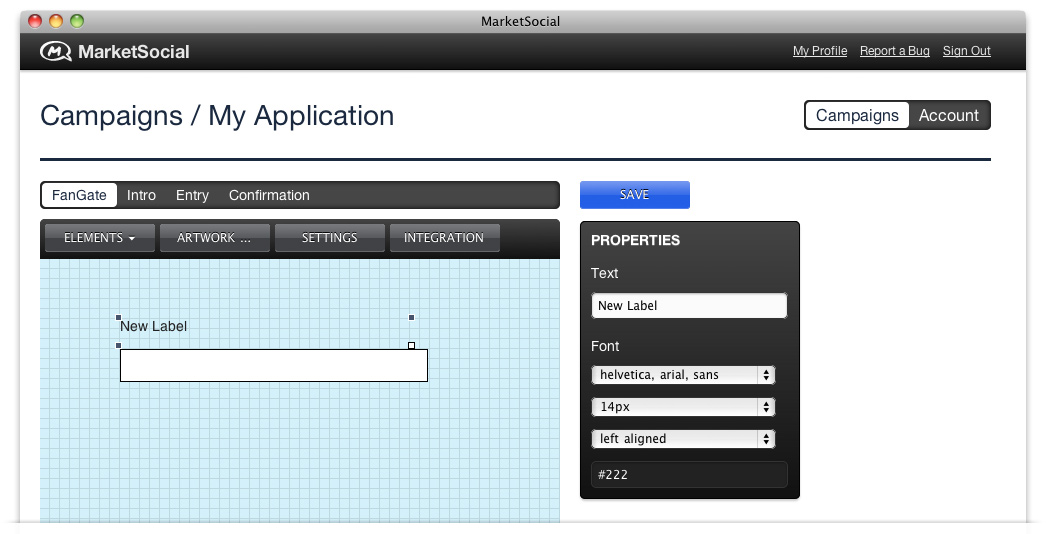 MarketSocial
MarketSocial
My Profile Report a Bug Sign Out
Campaigns / My Application
Campaigns Account
FanGate Intro Entry Confirmation
SAVE
ELEMENTS ARTWORK ... SETTINGS INTEGRATION
New Label
PROPERTIES
Text
New Label
Font
helvetica, arial, sans
14px
left aligned
#222